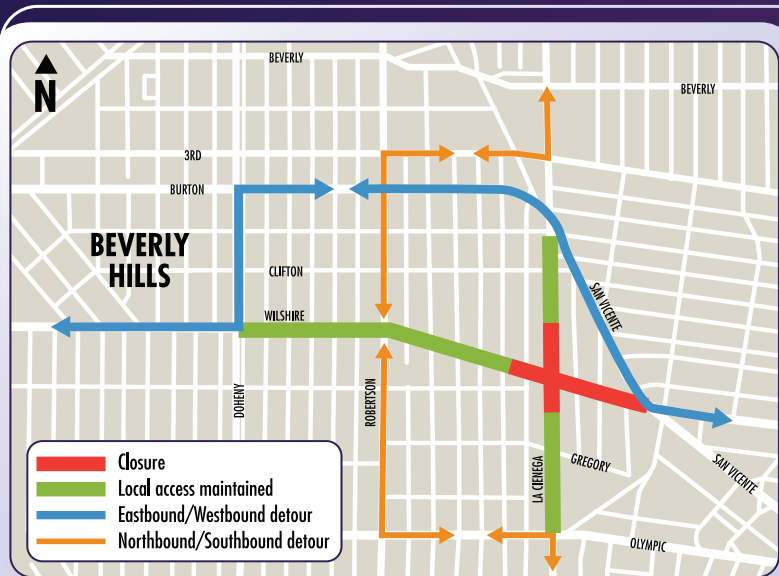 N
BEVERLY
BEVERLY
3RD
BURTON
BEVERLY
HILLS
CLIFTON
WILSHIRE
SAN VICENTE
DOHENY
ROBERTSON
LA CIENEGA
GREGORY
SAN VICENTE
OLYMPIC
Closure
Local access maintained
Eastbound/Westbound detour
Northbound/Southbound detour